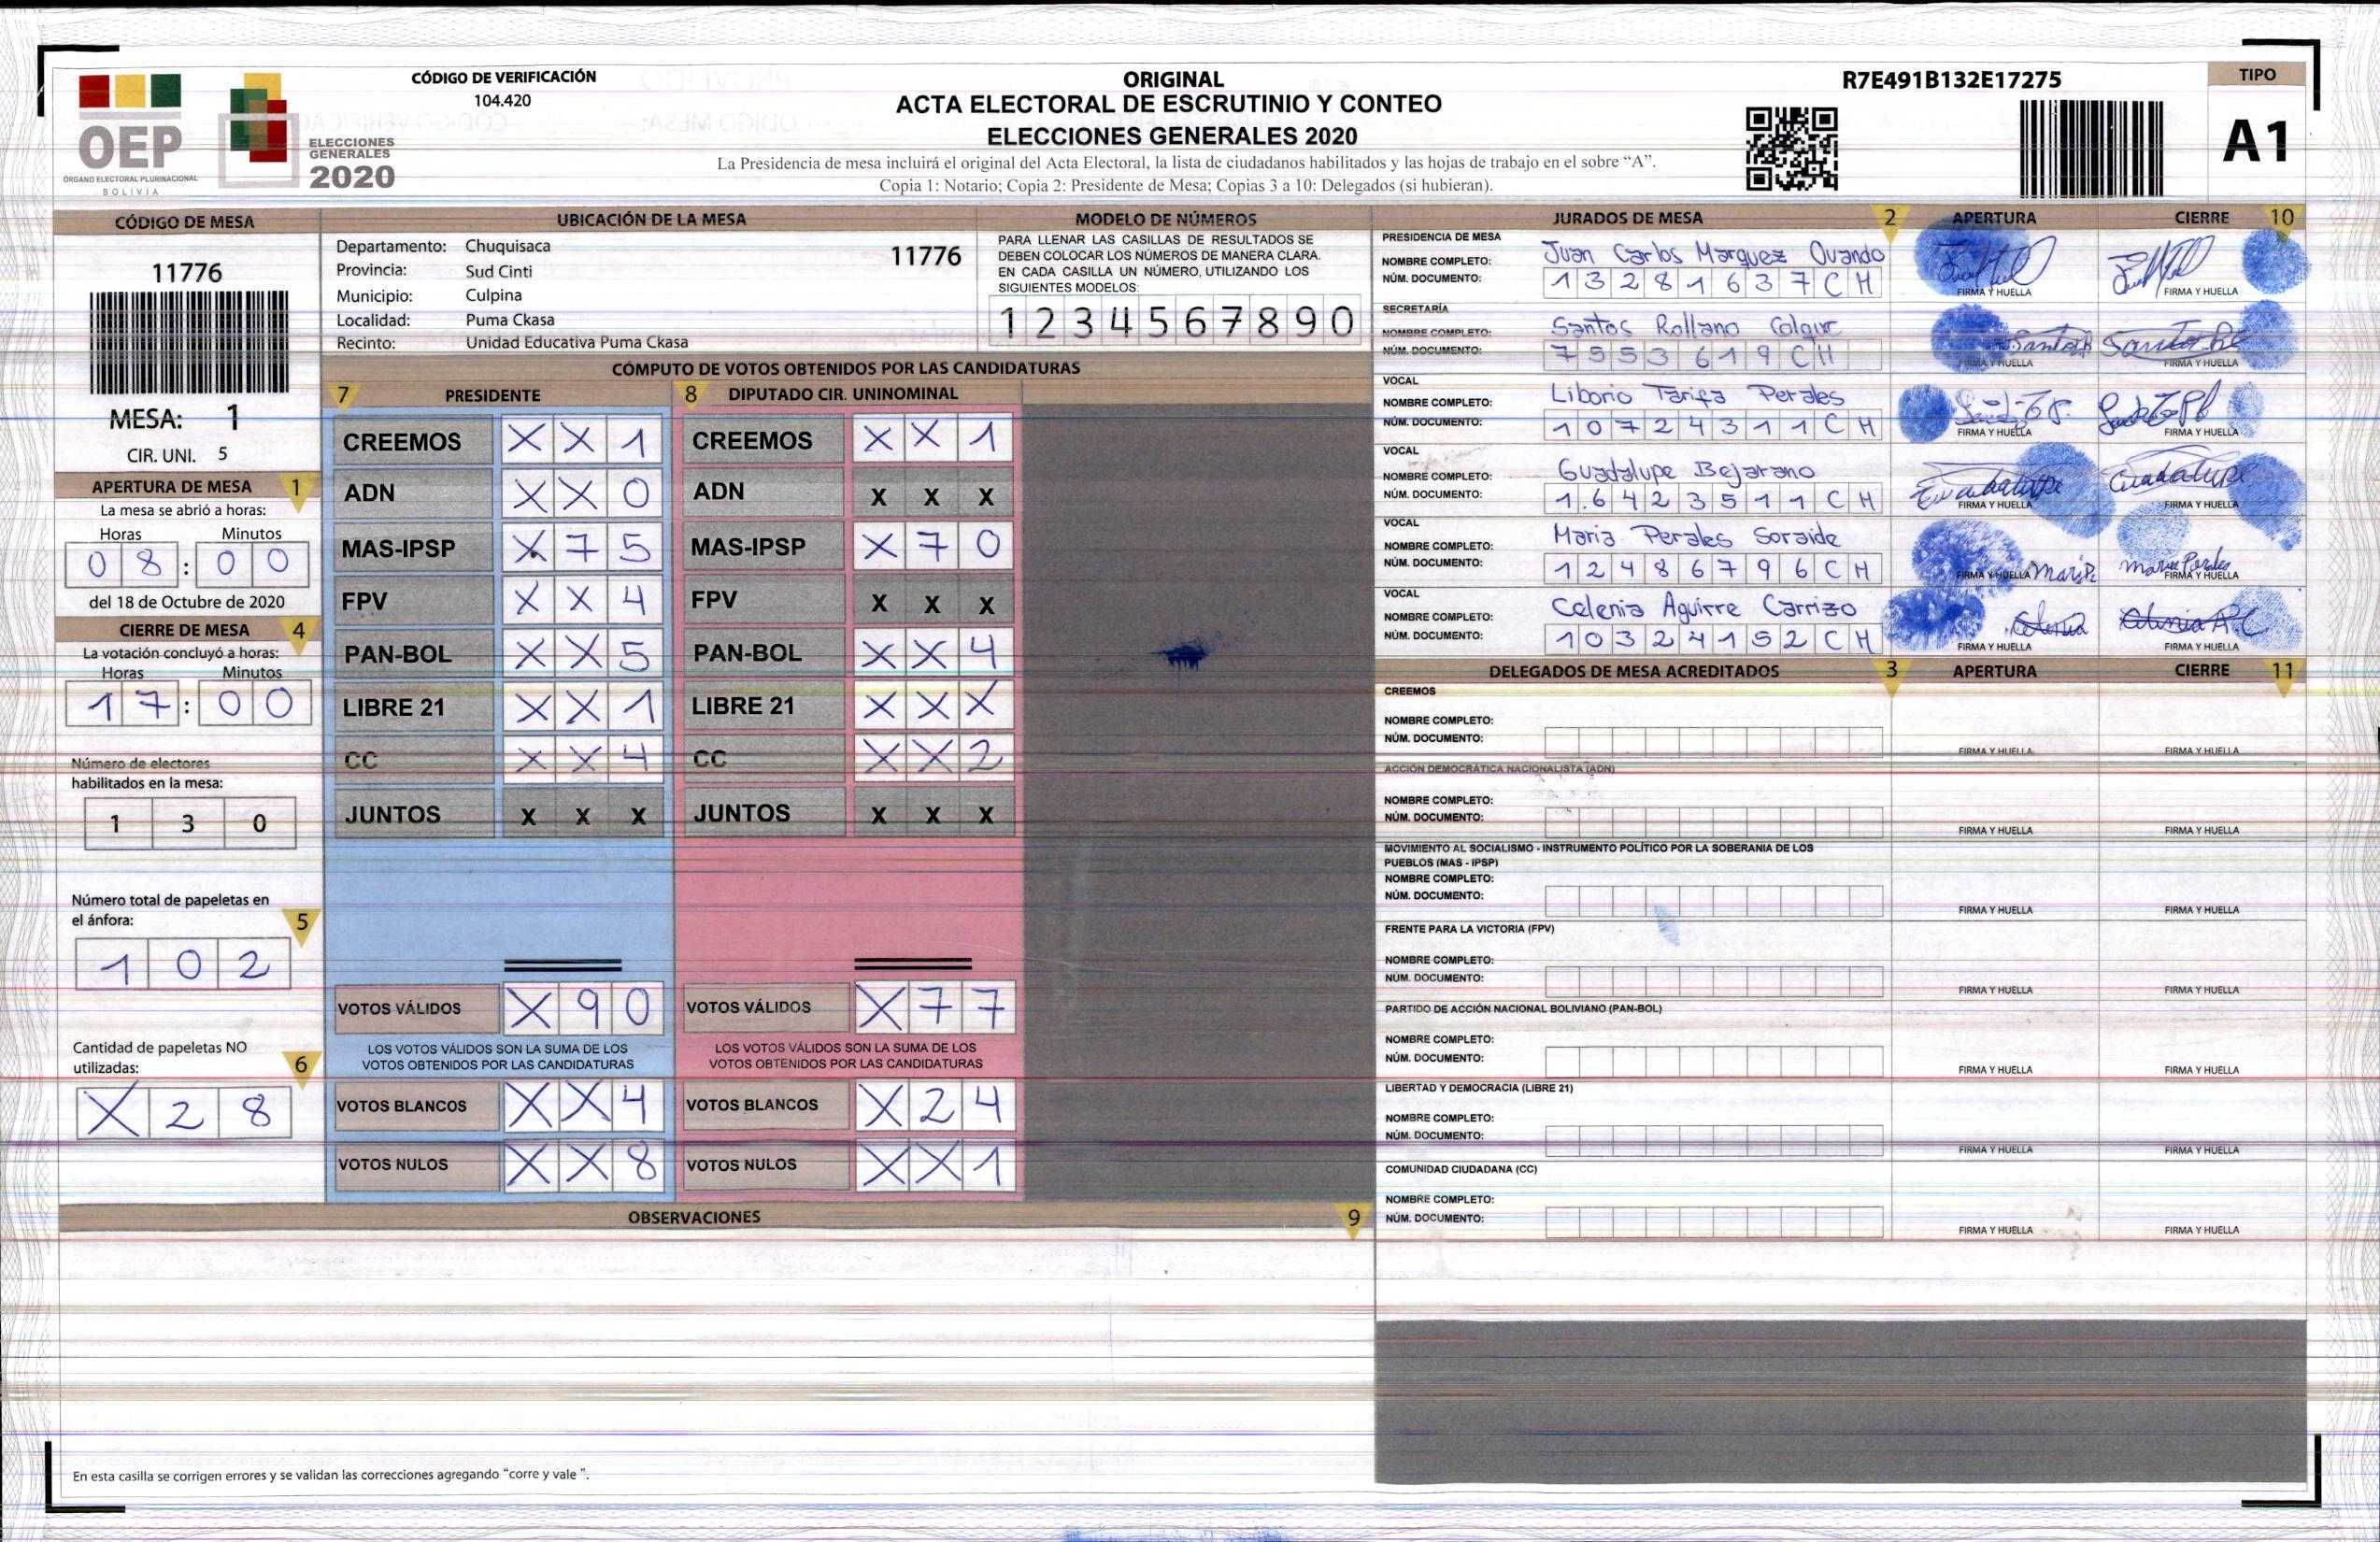 OEP
ÓRGANO ELECTORAL PLURINACIONAL
BOLIVIA
ELECCIONES
GENERALES
2020
CÓDIGO DE VERIFICACIÓN
104.420
ORIGINAL
ACTA ELECTORAL DE ESCRUTINIO Y CONTEO
ELECCIONES GENERALES 2020
La Presidencia de mesa incluirá el original del Acta Electoral, la lista de ciudadanos habilitados y las hojas de trabajo en el sobre “A”.
Copia 1: Notario; Copia 2: Presidente de Mesa; Copias 3 a 10: Delegados (si hubieran).
R7E491B132E17275
TIPO
A1
CÓDIGO DE MESA
11776
MESA: 1
CIR. UNI. 5
APERTURA DE MESA 1
La mesa se abrió a horas:
Horas Minutos
0 8 : 0 0
del 18 de Octubre de 2020
CIERRE DE MESA 4
La votación concluyó a horas:
Horas Minutos
1 7 : 0 0
Número de electores
habilitados en la mesa:
1 3 0
Número total de papeletas en
el ánfora: 5
1 0 2
Cantidad de papeletas NO
utilizadas: 6
X 2 8
UBICACIÓN DE LA MESA
Departamento: Chuquisaca
11776
Provincia: Sud Cinti
Municipio: Culpina
Localidad: Puma Ckasa
Recinto: Unidad Educativa Puma Ckasa
MODELO DE NÚMEROS
PARA LLENAR LAS CASILLAS DE RESULTADOS SE
DEBEN COLOCAR LOS NÚMEROS DE MANERA CLARA.
EN CADA CASILLA UN NÚMERO, UTILIZANDO LOS
SIGUIENTES MODELOS:
1 2 3 4 5 6 7 8 9 0
CÓMPUTO DE VOTOS OBTENIDOS POR LAS CANDIDATURAS
7 PRESIDENTE
CREEMOS X X 1
ADN X X 0
MAS-IPSP X 7 5
FPV X X 4
PAN-BOL X X 5
LIBRE 21 X X 1
CC X X 4
JUNTOS X X X
VOTOS VÁLIDOS X 9 0
LOS VOTOS VÁLIDOS SON LA SUMA DE LOS
VOTOS OBTENIDOS POR LAS CANDIDATURAS
VOTOS BLANCOS X X 4
VOTOS NULOS X X 8
8 DIPUTADO CIR. UNINOMINAL
CREEMOS X X 1
ADN X X X
MAS-IPSP X 7 0
FPV X X X
PAN-BOL X X 4
LIBRE 21 X X X
CC X X 2
JUNTOS X X X
VOTOS VÁLIDOS X 7 7
LOS VOTOS VÁLIDOS SON LA SUMA DE LOS
VOTOS OBTENIDOS POR LAS CANDIDATURAS
VOTOS BLANCOS X 2 4
VOTOS NULOS X X 1
OBSERVACIONES 9
En esta casilla se corrigen errores y se validan las correcciones agregando “corre y vale ”.
JURADOS DE MESA 2 APERTURA CIERRE 10
PRESIDENCIA DE MESA
NOMBRE COMPLETO: Juan Carlos Marquez Ovando
NÚM. DOCUMENTO: 1 3 2 8 1 6 3 7 C H
FIRMA Y HUELLA FIRMA Y HUELLA
SECRETARÍA
NOMBRE COMPLETO: Santos Rollano
NÚM. DOCUMENTO: 7 5 5 3 6 1 9 C H
FIRMA Y HUELLA FIRMA Y HUELLA
VOCAL
NOMBRE COMPLETO: Liborio Tarifa Perales
NÚM. DOCUMENTO: 1 0 7 2 4 3 1 1 C H
FIRMA Y HUELLA FIRMA Y HUELLA
VOCAL
NOMBRE COMPLETO: Guadalupe Bejarano
NÚM. DOCUMENTO: 1. 6 4 2 3 5 1 1 C H
Guadalupe
FIRMA Y HUELLA FIRMA Y HUELLA
VOCAL
NOMBRE COMPLETO: Maria Perales Soraide
NÚM. DOCUMENTO: 1 2 4 8 6 7 9 6 C H
Maria Perales
FIRMA Y HUELLA FIRMA Y HUELLA
VOCAL
NOMBRE COMPLETO: Celenia Aguirre Carrizo
NÚM. DOCUMENTO: 1 0 3 2 4 1 5 2 C H
FIRMA Y HUELLA FIRMA Y HUELLA
DELEGADOS DE MESA ACREDITADOS 3 APERTURA CIERRE 11
CREEMOS
NOMBRE COMPLETO:
NÚM. DOCUMENTO:
FIRMA Y HUELLA FIRMA Y HUELLA
ACCIÓN DEMOCRÁTICA NACIONALISTA (ADN)
NOMBRE COMPLETO:
NÚM. DOCUMENTO:
FIRMA Y HUELLA FIRMA Y HUELLA
MOVIMIENTO AL SOCIALISMO - INSTRUMENTO POLÍTICO POR LA SOBERANIA DE LOS
PUEBLOS (MAS - IPSP)
NOMBRE COMPLETO:
NÚM. DOCUMENTO:
FIRMA Y HUELLA FIRMA Y HUELLA
FRENTE PARA LA VICTORIA (FPV)
NOMBRE COMPLETO:
NÚM. DOCUMENTO:
FIRMA Y HUELLA FIRMA Y HUELLA
PARTIDO DE ACCIÓN NACIONAL BOLIVIANO (PAN-BOL)
NOMBRE COMPLETO:
NÚM. DOCUMENTO:
FIRMA Y HUELLA FIRMA Y HUELLA
LIBERTAD Y DEMOCRACIA (LIBRE 21)
NOMBRE COMPLETO:
NÚM. DOCUMENTO:
FIRMA Y HUELLA FIRMA Y HUELLA
COMUNIDAD CIUDADANA (CC)
NOMBRE COMPLETO:
NÚM. DOCUMENTO:
FIRMA Y HUELLA FIRMA Y HUELLA